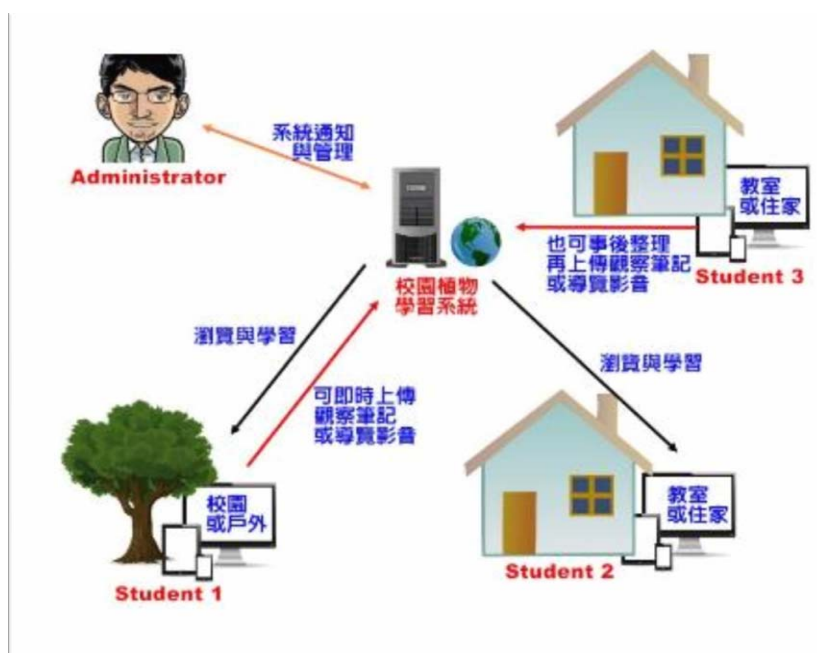 系統通知
與管理
Administrator
教室
或住家
也可事後整理
再上傳觀察筆記
或導覽影音
Student 3
校園植物
學習系統
瀏覽與學習
瀏覽與學習
可即時上傳
觀察筆記
或導覽影音
校園
或戶外
Student 1
教室
或住家
Student 2